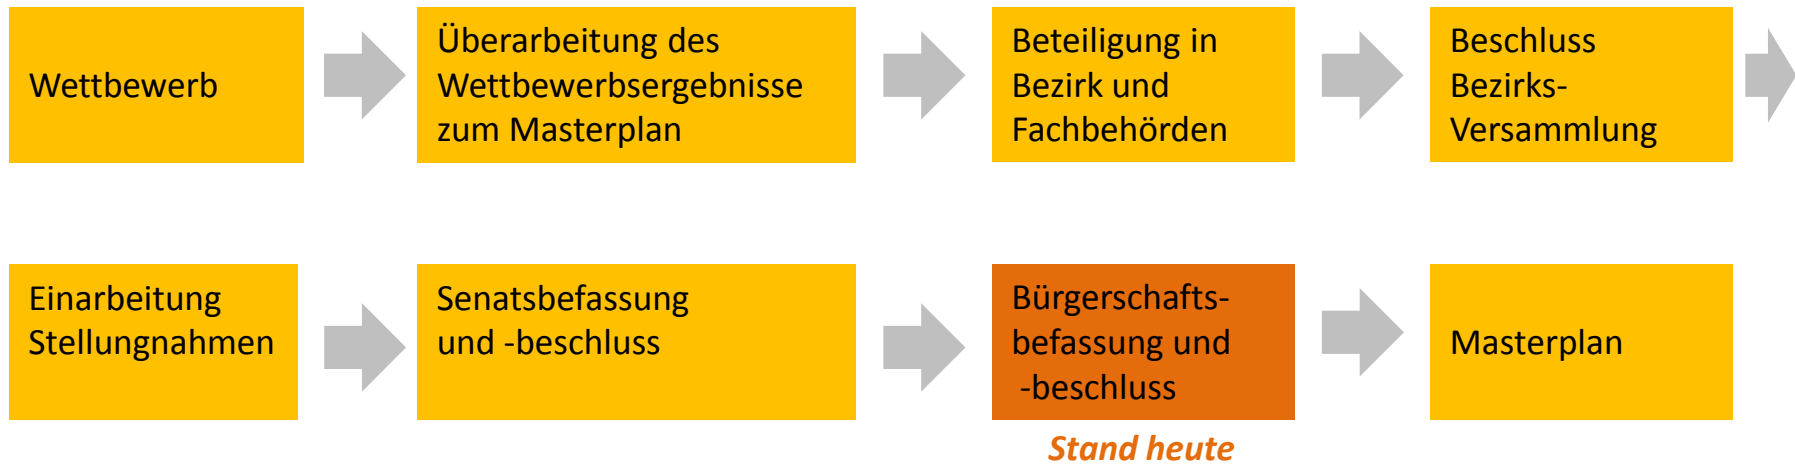 Wettbewerb
Überarbeitung des
Wettbewerbsergebnisse
zum Masterplan
Beteiligung in
Bezirk und
Fachbehörden
Beschluss
Bezirks-
Versammlung
Einarbeitung
Stellungnahmen
Senatsbefassung
und -beschluss
Bürgerschafts-
befassung und
-beschluss
Masterplan
Stand heute